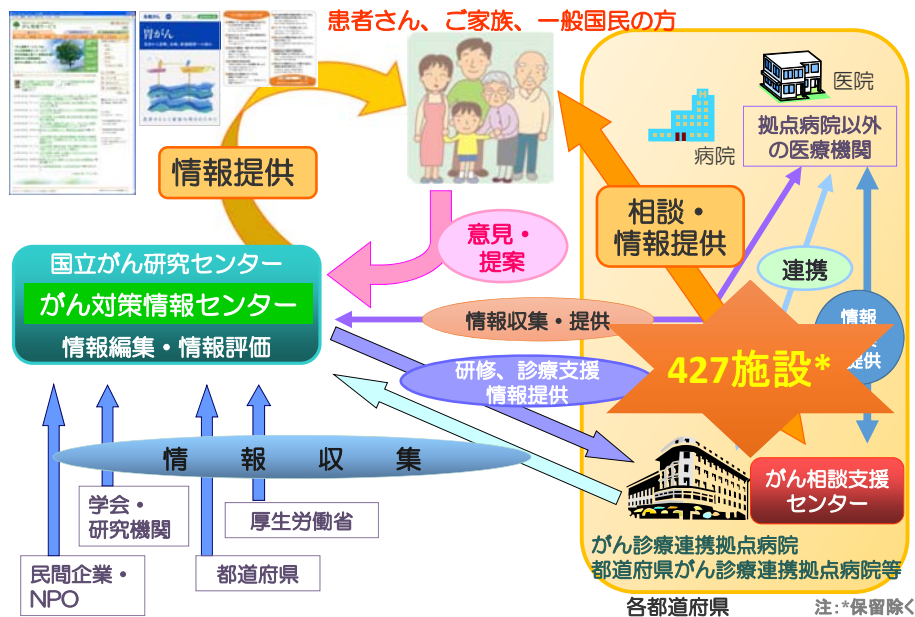 患者さん、ご家族、一般国民の方
胃がん
情報提供
医院
病院
拠点病院以外
の医療機関
相談・
情報提供
意見・
提案
連携
国立がん研究センター
がん対策情報センター
情報編集・情報評価
情報収集・提供
情報
提供
427施設*
研修、診療支援
情報提供
情報収集
学会・
研究機関
厚生労働省
民間企業・
NPO
都道府県
がん相談支援
センター
がん診療連携拠点病院
都道府県がん診療連携拠点病院等
各都道府県
注:*保留除く